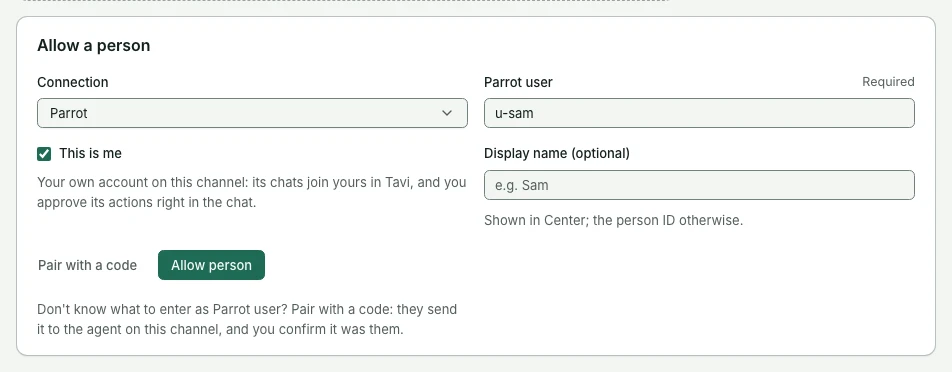 Allow a person
Connection
Parrot user
Required
Parrot
u-sam
This is me
Display name (optional)
Your own account on this channel: its chats join yours in Tavi, and you
approve its actions right in the chat.
e.g. Sam
Shown in Center; the person ID otherwise.
Pair with a code
Allow person
Don't know what to enter as Parrot user? Pair with a code: they send
it to the agent on this channel, and you confirm it was them.